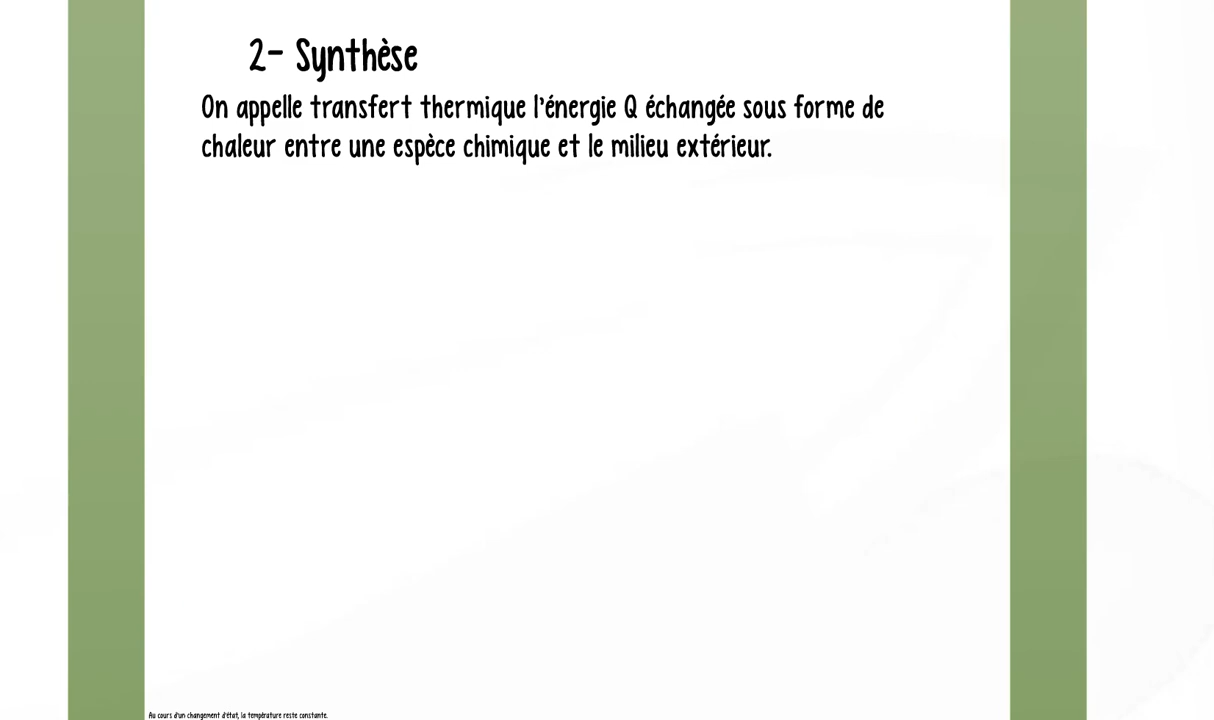 2- Synthèse
On appelle transfert thermique l'énergie Q échangée sous forme de
chaleur entre une espèce chimique et le milieu extérieur.
Au cours d'un changement d'état, la température reste constante.